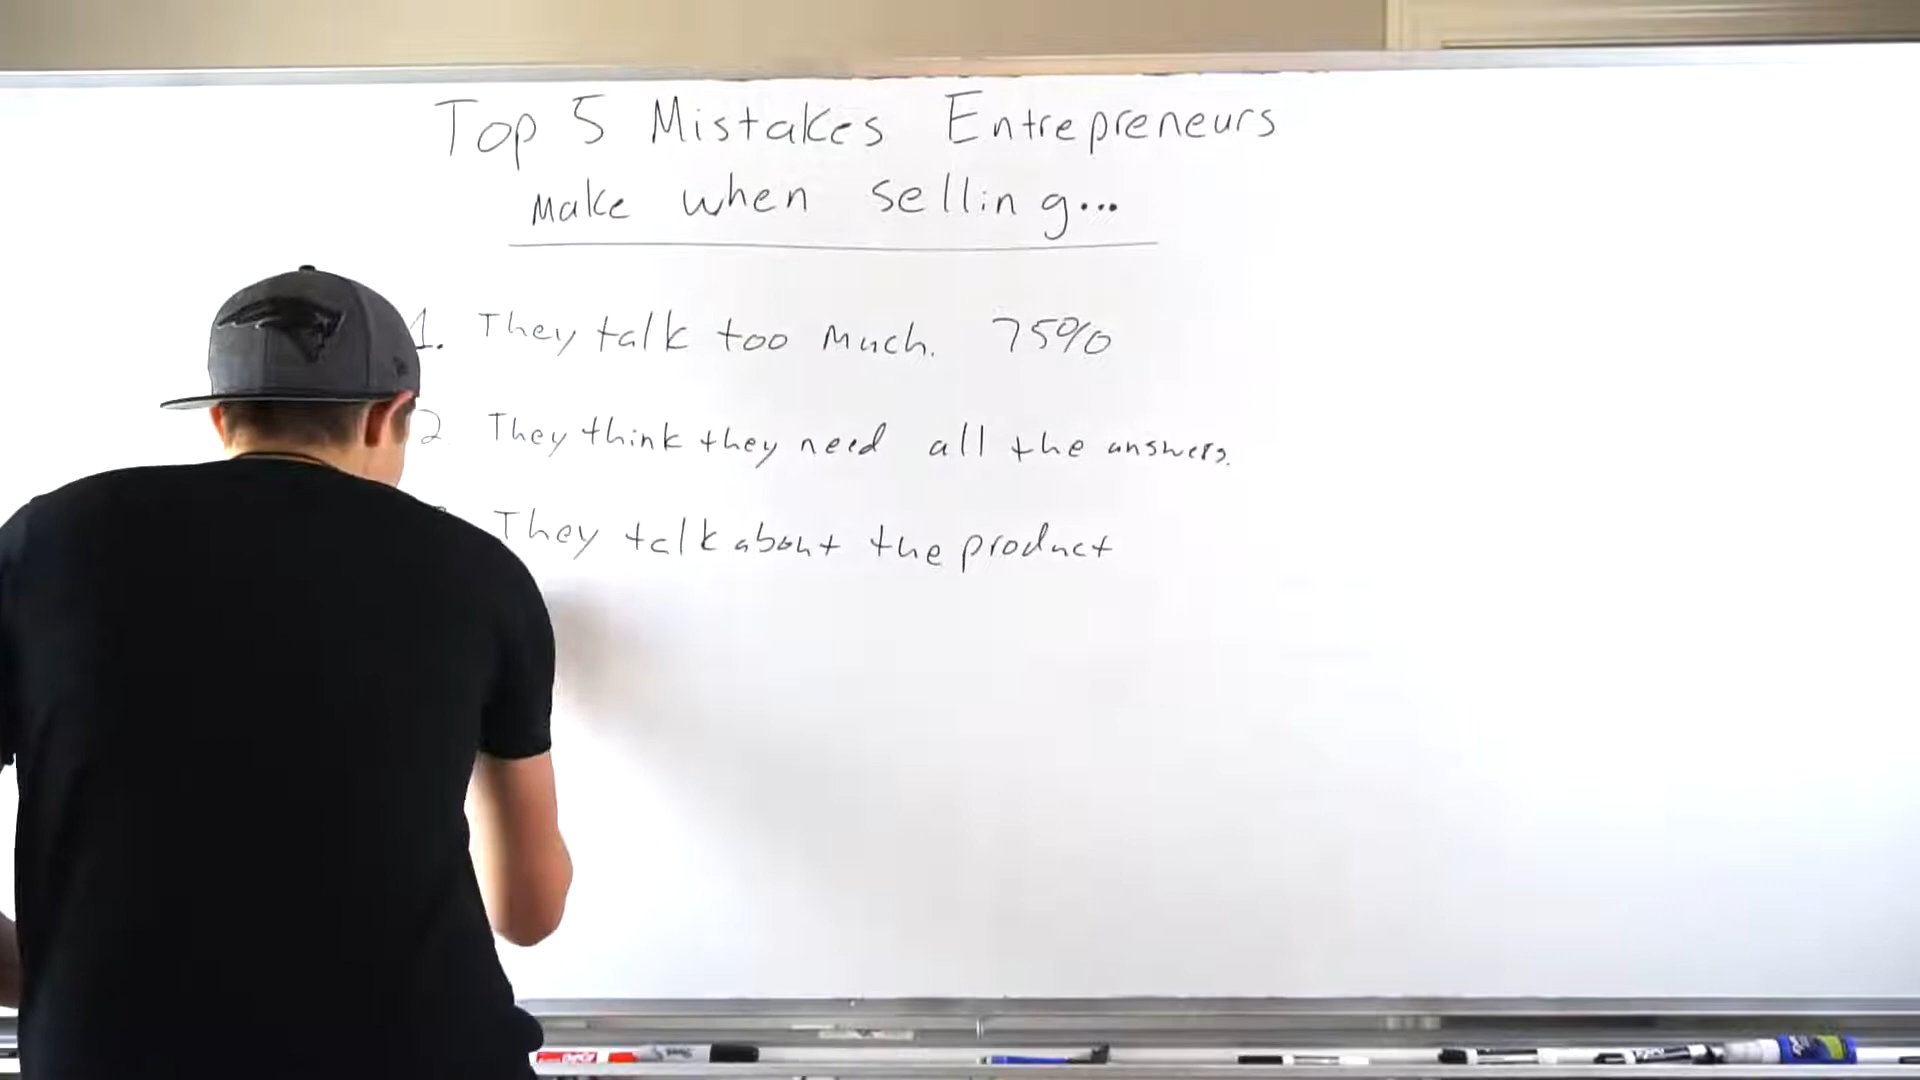 Top 5 Mistakes Entrepreneurs
make when selling...
1. They talk too much. 75%
2. They think they need all the answers.
They talk about the product
EXPO